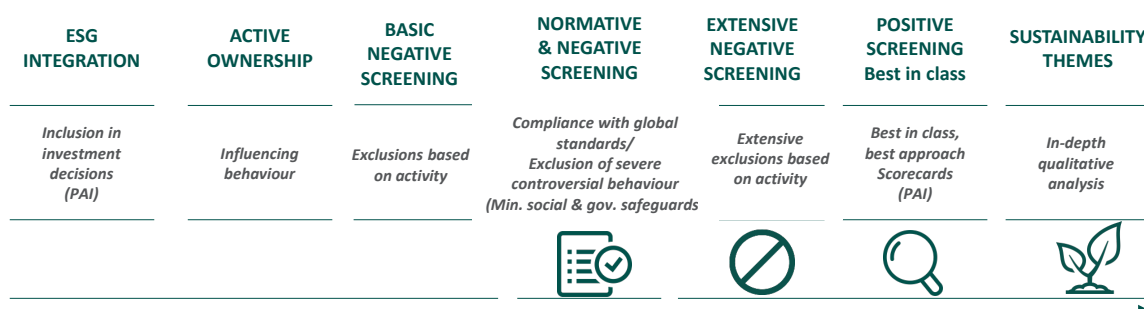 ESG
INTEGRATION
ACTIVE
OWNERSHIP
BASIC
NEGATIVE
SCREENING
NORMATIVE
& NEGATIVE
SCREENING
EXTENSIVE
NEGATIVE
SCREENING
POSITIVE
SCREENING
Best in class
SUSTAINABILITY
THEMES
Inclusion in
investment
decisions
(PAI)
Influencing
behaviour
Exclusions based
on activity
Compliance with global
standards/
Exclusion of severe
controversial behaviour
(Min. social & gov. safeguards
Extensive
exclusions based
on activity
Best in class,
best approach
Scorecards
(PAI)
In-depth
qualitative
analysis